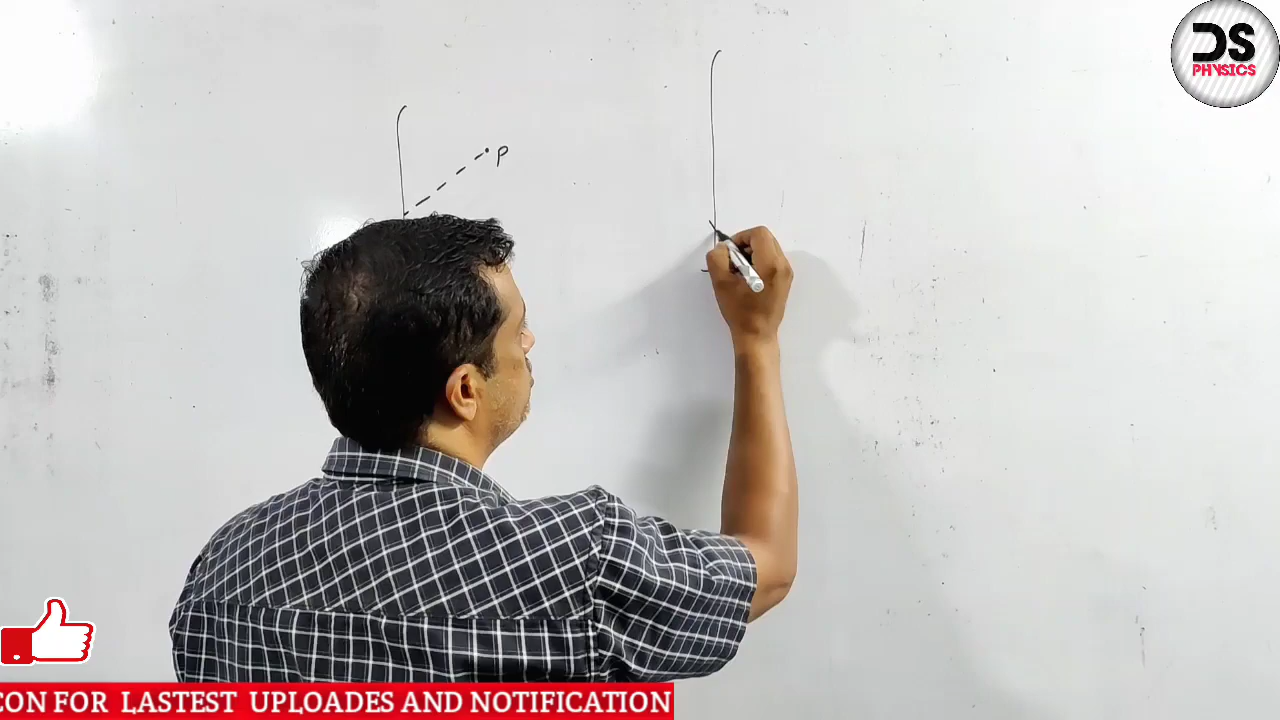 DS
PHYSICS
P
CON FOR LASTEST UPLOADES AND NOTIFICATION